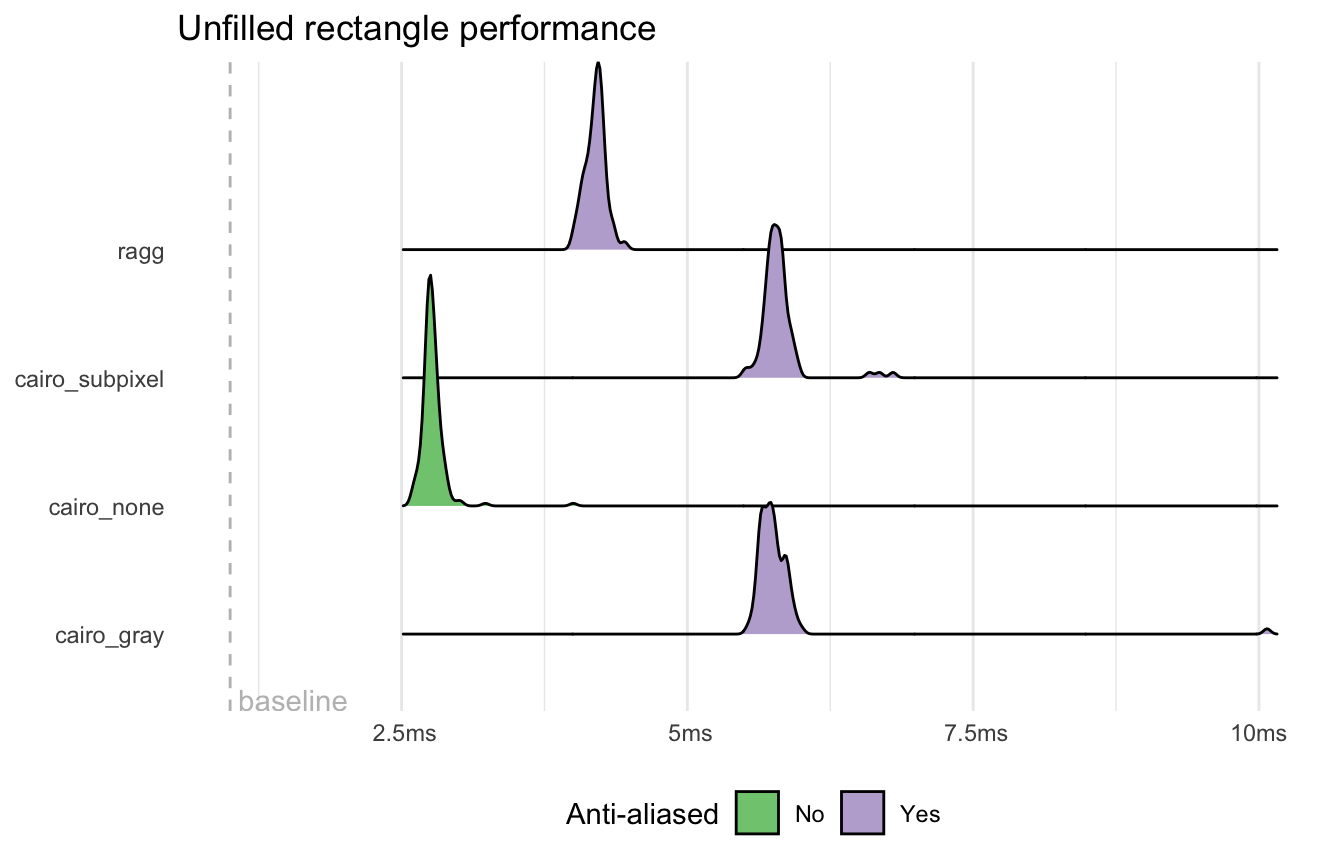 Unfilled rectangle performance
ragg
cairo_subpixel
cairo_none
cairo_gray
baseline
2.5ms 5ms 7.5ms 10ms
Anti-aliased No Yes